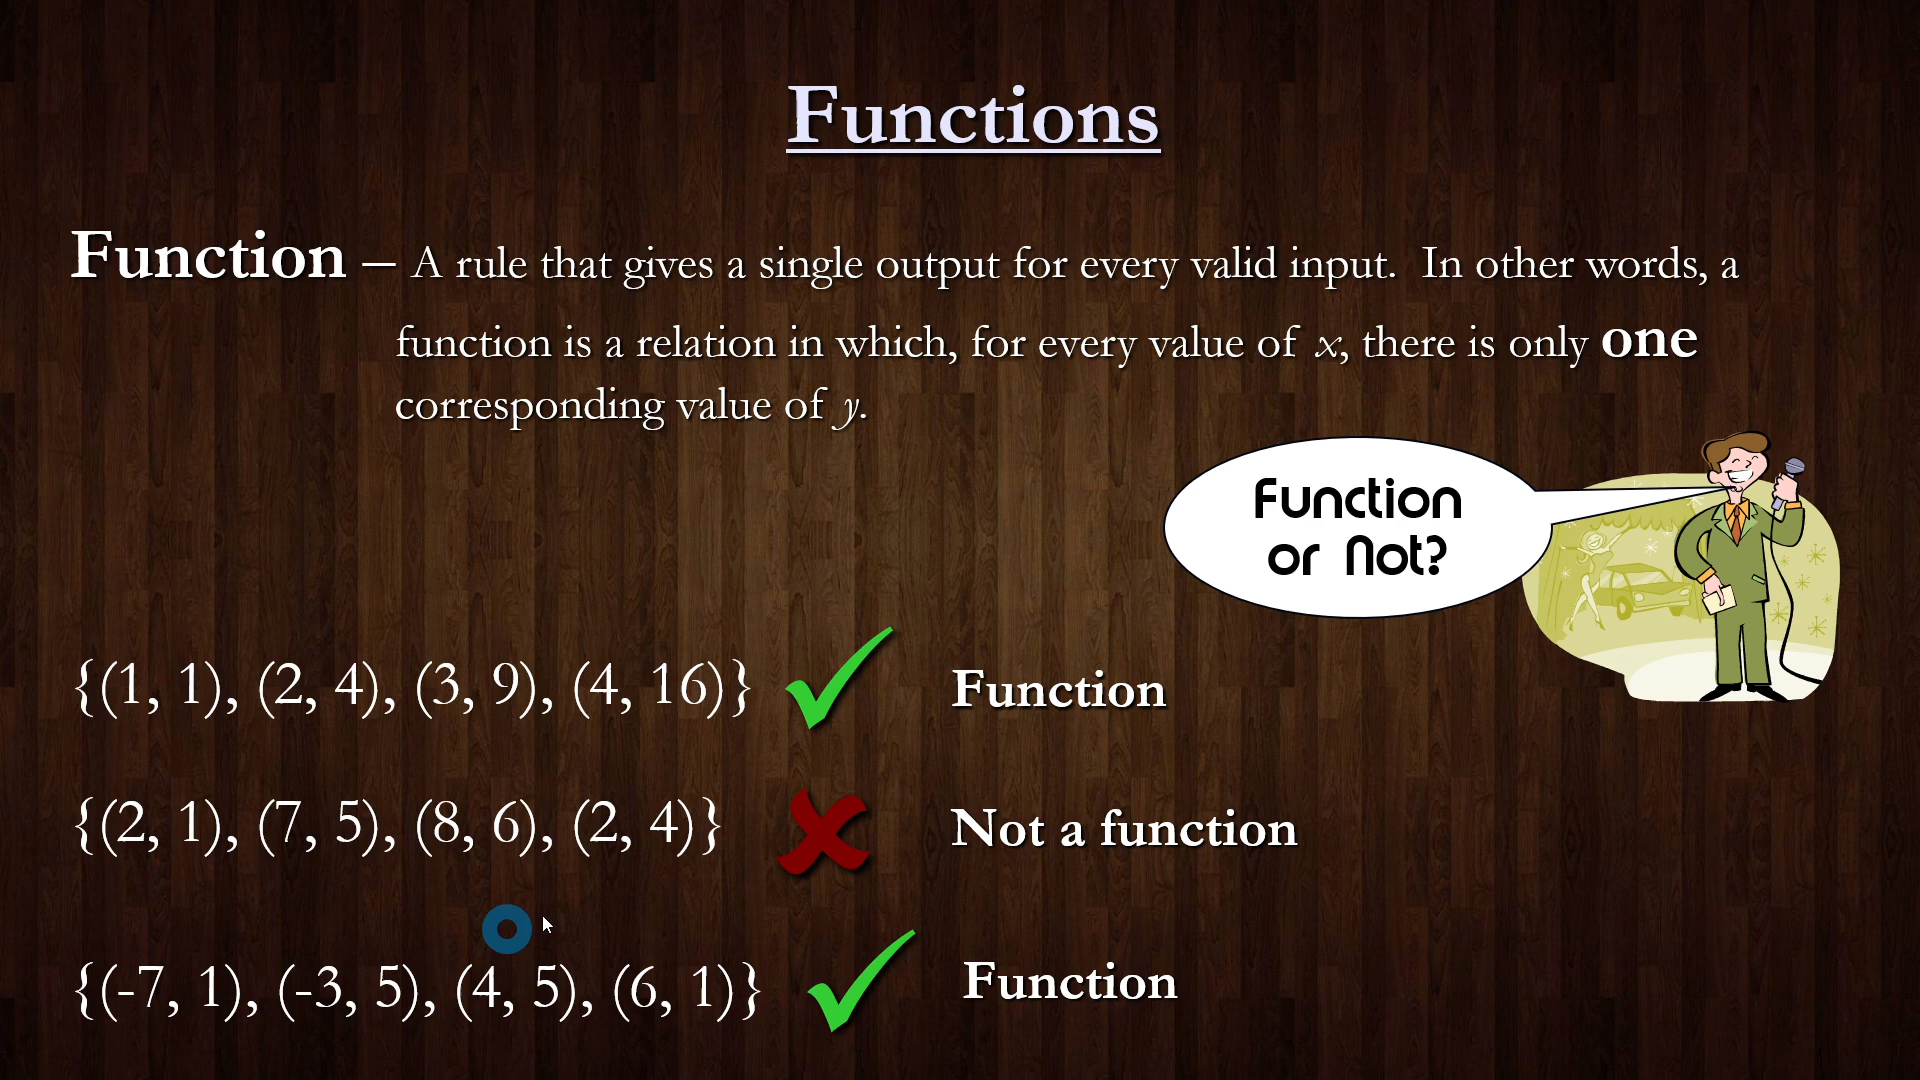 Functions
Function – A rule that gives a single output for every valid input. In other words, a
function is a relation in which, for every value of x, there is only one
corresponding value of y.
Function
or Not?
{(1, 1), (2, 4), (3, 9), (4, 16)} Function
{(2, 1), (7, 5), (8, 6), (2, 4)} Not a function
{(-7, 1), (-3, 5), (4, 5), (6, 1)} Function